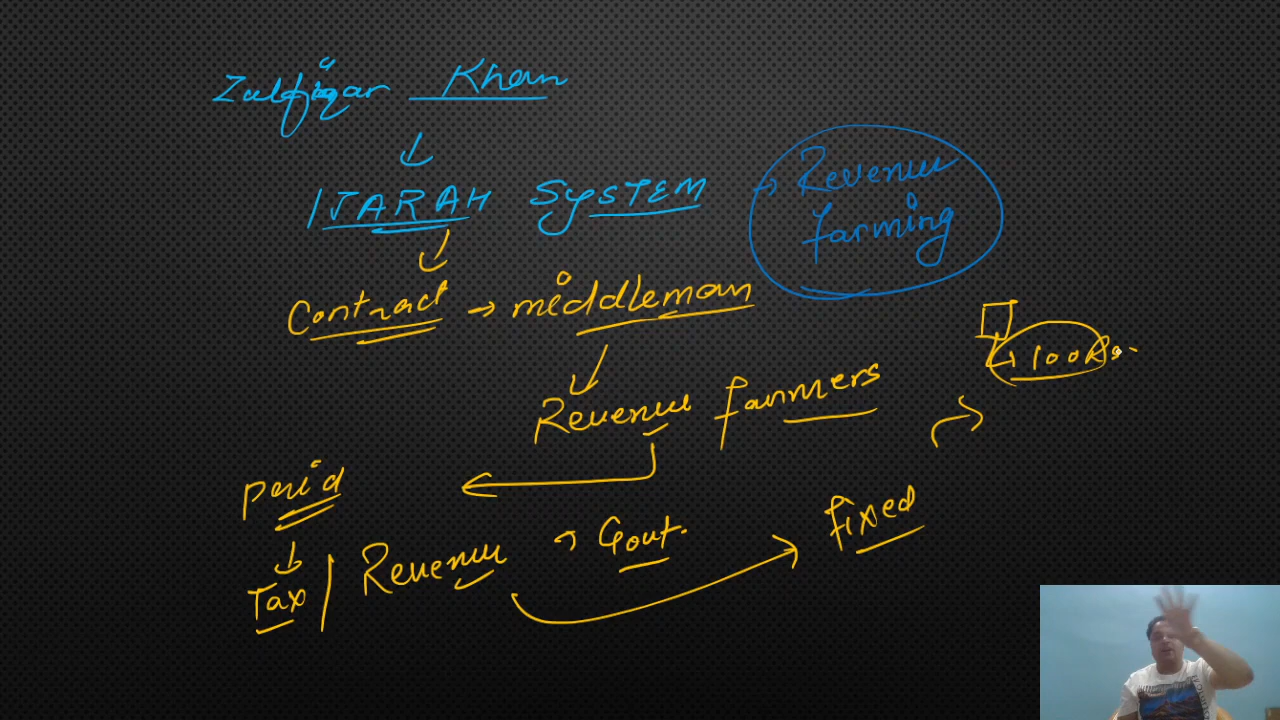 Zulfiqar Khan
IJARAH SYSTEM → Revenue
farming
Contract → middleman
100Rs.
Revenue farmers
Paid
Tax / Revenue → Govt. fixed